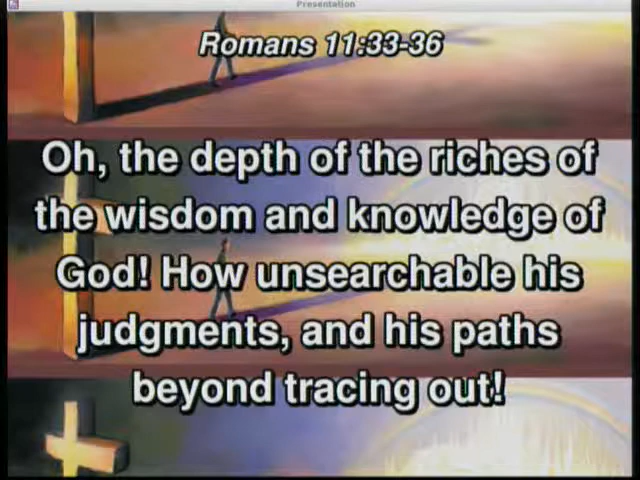 Presentation
Romans 11:33-36
Oh, the depth of the riches of
the wisdom and knowledge of
God! How unsearchable his
judgments, and his paths
beyond tracing out!